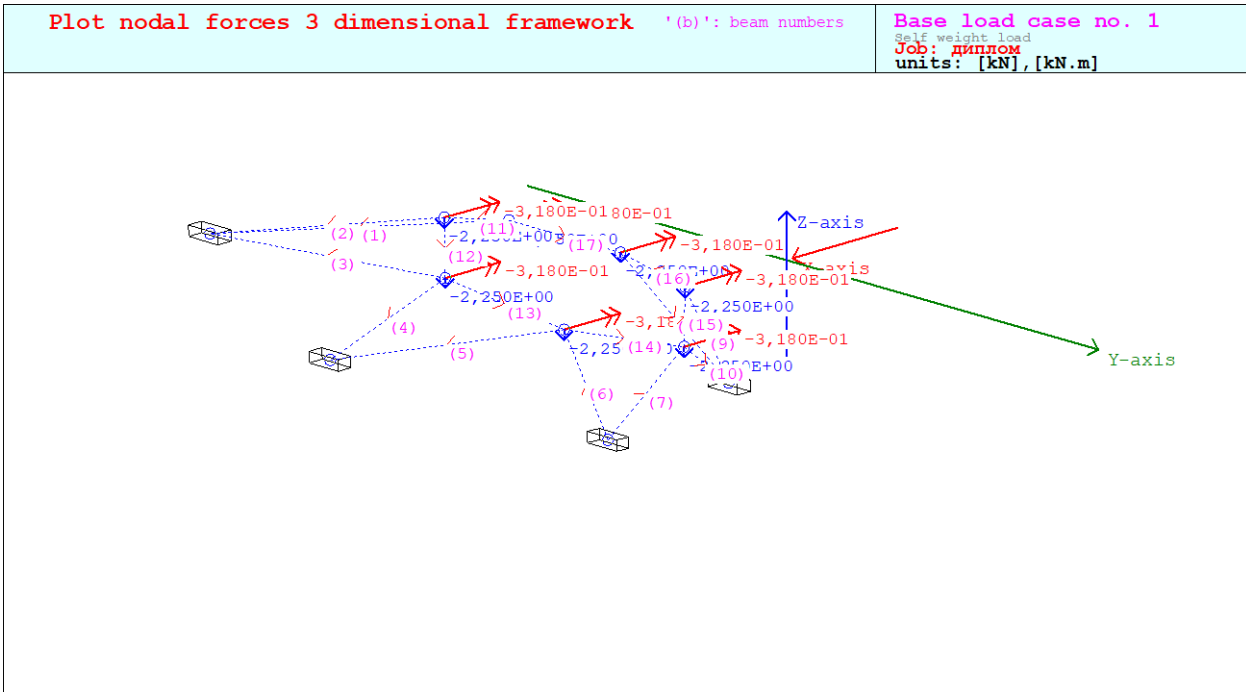 Plot nodal forces 3 dimensional framework '(b)': beam numbers
Base load case no. 1
Self weight load
Job: диплом
units: [kN],[kN.m]
-3,180E-01
80E-01
Z-axis
(2)
(1)
(11)
(17)
-3,180E-01
(3)
(12)
-3,180E-01
(16)
-3,180E-01
-2,250E+00
-2,250E+00
(4)
(13)
(5)
(14)
(15)
(9)
-3,180E-01
(10)
(6)
(7)
Y-axis